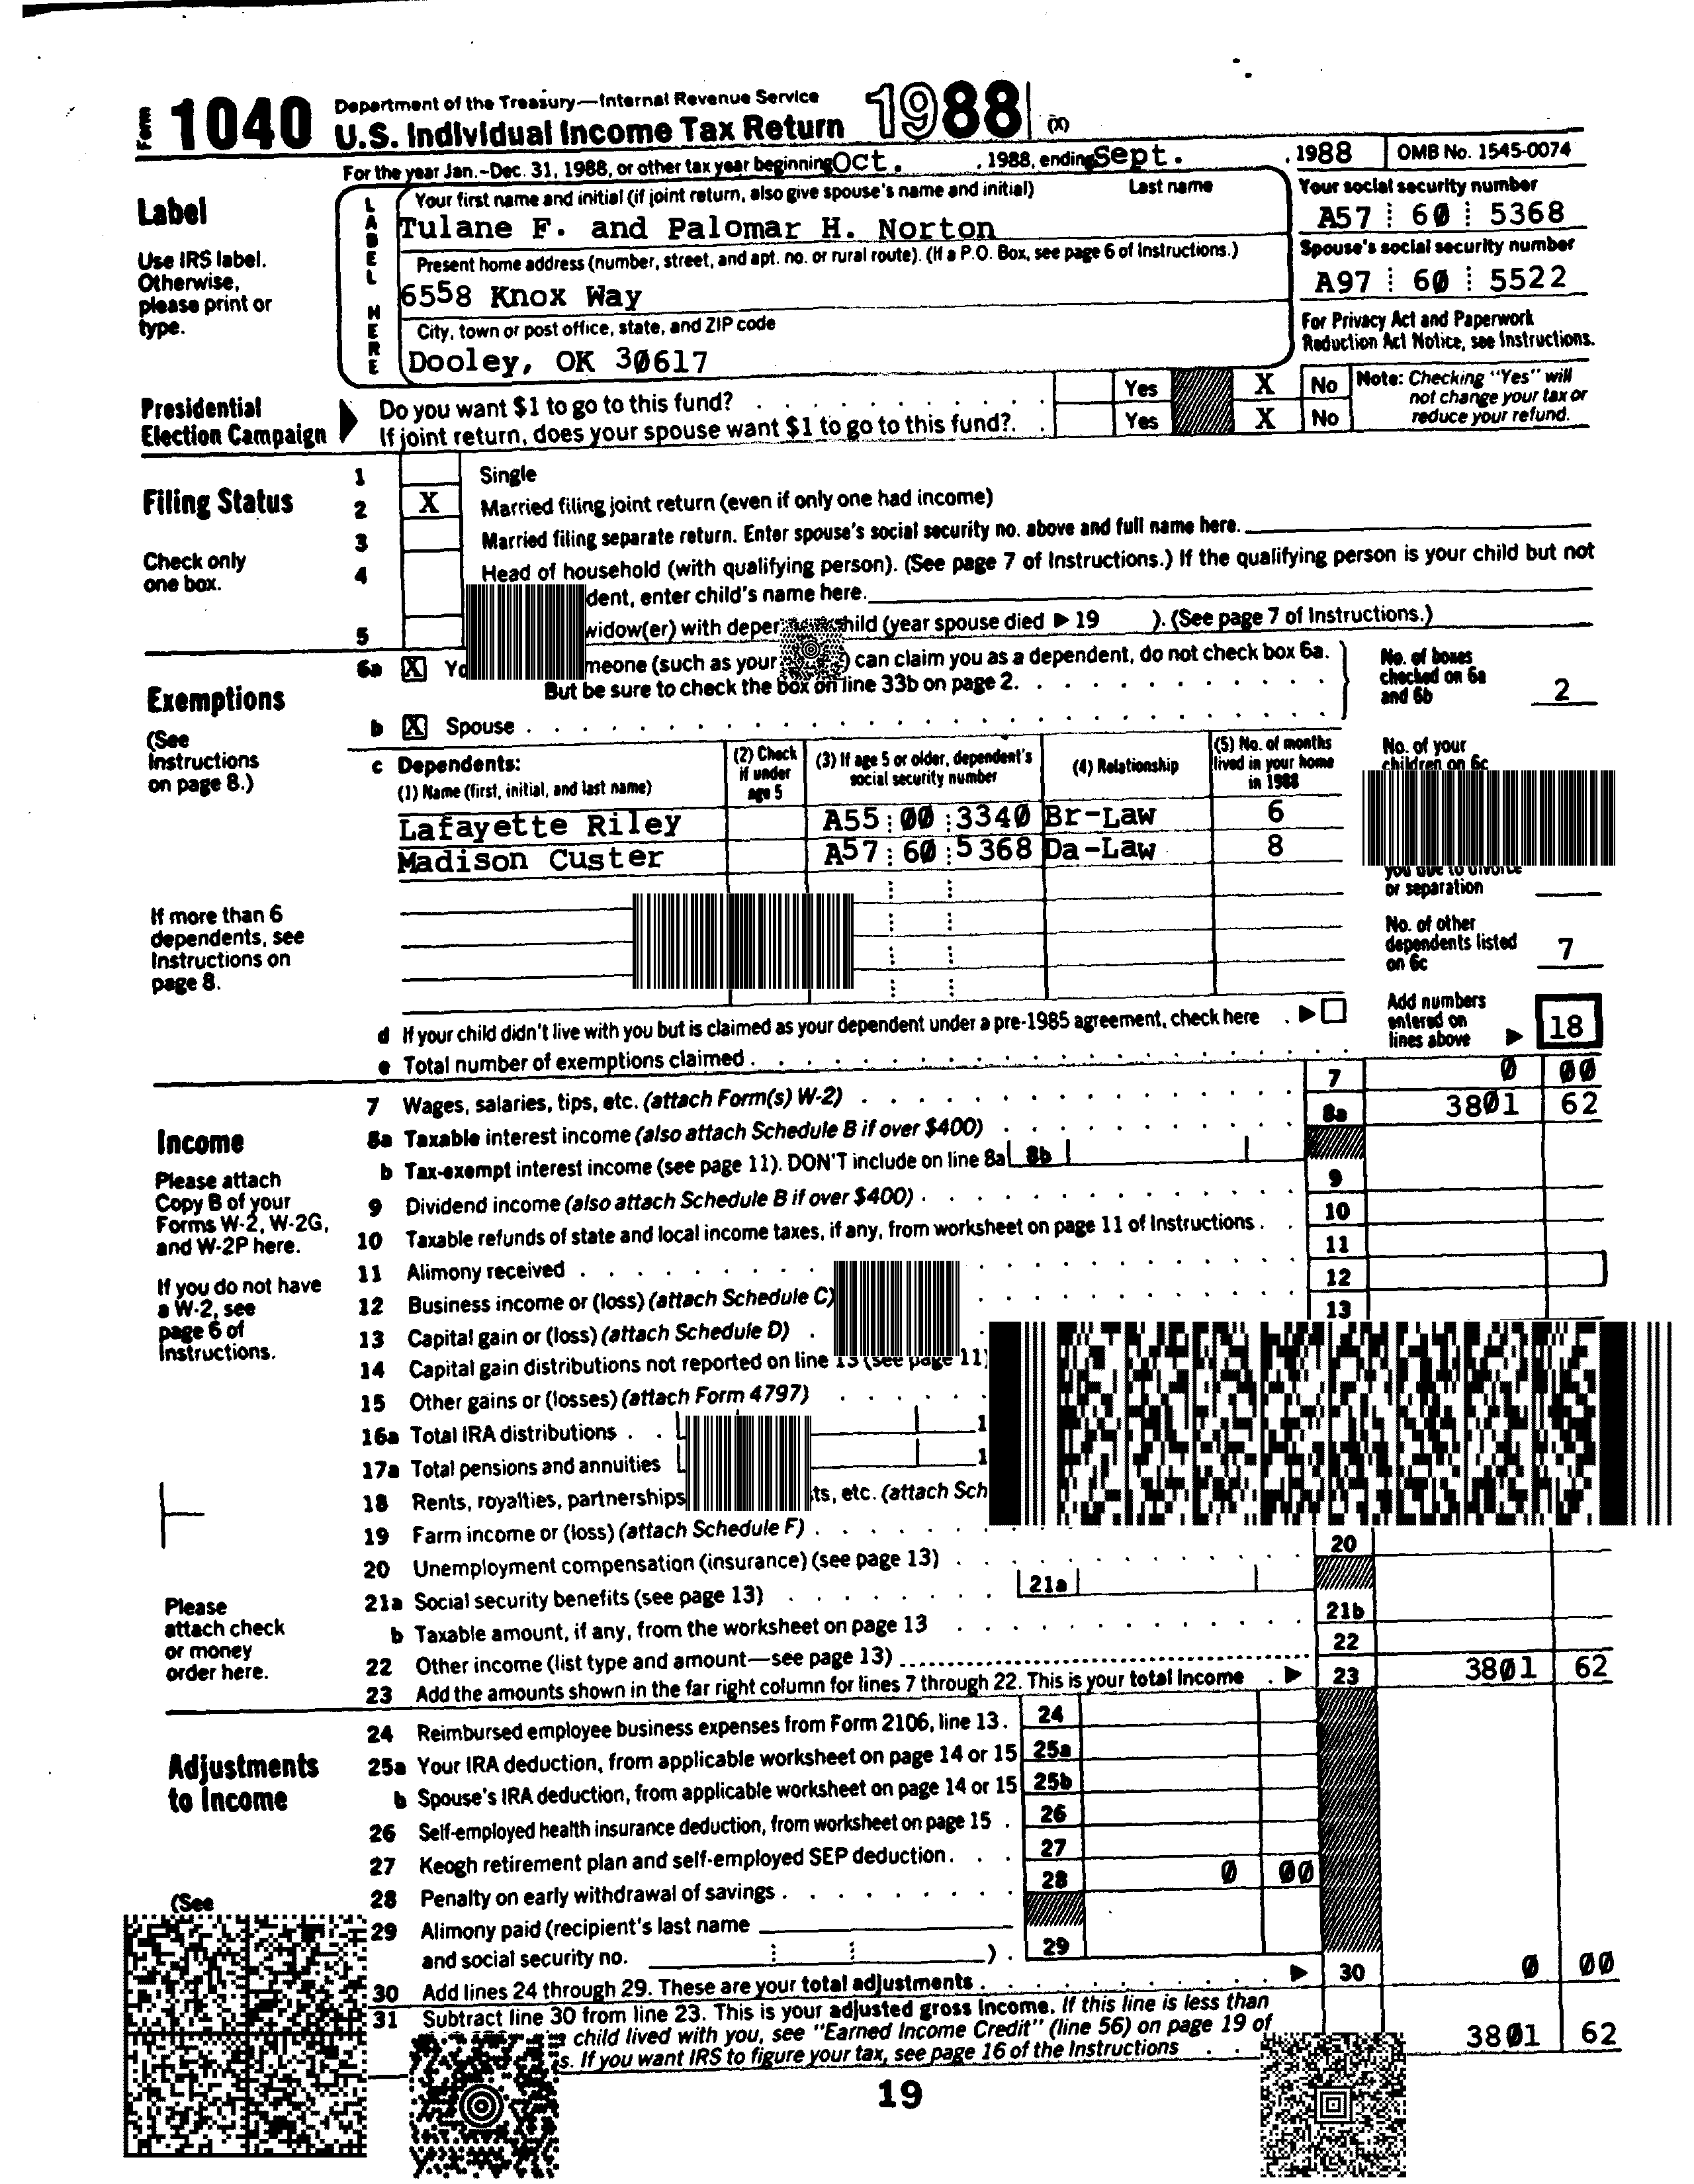 Form 1040 Department of the Treasury—Internal Revenue Service
U.S. Individual Income Tax Return 1988 (X)
For the year Jan.-Dec. 31, 1988, or other tax year beginning Oct. , 1988, ending Sept. , 1988 OMB No. 1545-0074
Label
Use IRS label.
Otherwise,
please print or
type.
LABEL HERE
Your first name and initial (if joint return, also give spouse's name and initial) Last name
Tulane F. and Palomar H. Norton
Present home address (number, street, and apt. no. or rural route). (If a P.O. Box, see page 6 of Instructions.)
6558 Knox Way
City, town or post office, state, and ZIP code
Dooley, OK 30617
Your social security number
A57 60 5368
Spouse's social security number
A97 60 5522
For Privacy Act and Paperwork
Reduction Act Notice, see Instructions.
Presidential
Election Campaign
Do you want $1 to go to this fund? Yes X No
If joint return, does your spouse want $1 to go to this fund?. Yes X No
Note: Checking "Yes" will
not change your tax or
reduce your refund.
Filing Status
Check only
one box.
1 Single
2 X Married filing joint return (even if only one had income)
3 Married filing separate return. Enter spouse's social security no. above and full name here.
4 Head of household (with qualifying person). (See page 7 of Instructions.) If the qualifying person is your child but not
dent, enter child's name here.
5 widow(er) with depen child (year spouse died ▶ 19 ). (See page 7 of Instructions.)
Exemptions
(See
Instructions
on page 8.)
6a X Yo meone (such as your ) can claim you as a dependent, do not check box 6a.
But be sure to check the box on line 33b on page 2.
b X Spouse
No. of boxes
checked on 6a
and 6b 2
c Dependents:
(1) Name (first, initial, and last name)
(2) Check
if under
age 5
(3) If age 5 or older, dependent's
social security number
(4) Relationship
(5) No. of months
lived in your home
in 1988
No. of your
children on 6c
Lafayette Riley A55 00 3340 Br-Law 6
Madison Custer A57 60 5368 Da-Law 8
you due to divorce
or separation
If more than 6
dependents, see
Instructions on
page 8.
No. of other
dependents listed
on 6c 7
d If your child didn't live with you but is claimed as your dependent under a pre-1985 agreement, check here . ▶
e Total number of exemptions claimed
Add numbers
entered on
lines above ▶ 18
Income
Please attach
Copy B of your
Forms W-2, W-2G,
and W-2P here.
If you do not have
a W-2, see
page 6 of
Instructions.
7 Wages, salaries, tips, etc. (attach Form(s) W-2) 7 0 00
8a Taxable interest income (also attach Schedule B if over $400) 8a 3801 62
b Tax-exempt interest income (see page 11). DON'T include on line 8a 8b
9 Dividend income (also attach Schedule B if over $400) 9
10 Taxable refunds of state and local income taxes, if any, from worksheet on page 11 of Instructions 10
11 Alimony received 11
12 Business income or (loss) (attach Schedule C) 12
13 Capital gain or (loss) (attach Schedule D) 13
14 Capital gain distributions not reported on line 13 (see page 11)
15 Other gains or (losses) (attach Form 4797)
16a Total IRA distributions 1
17a Total pensions and annuities 1
18 Rents, royalties, partnerships ts, etc. (attach Sch
19 Farm income or (loss) (attach Schedule F)
20 Unemployment compensation (insurance) (see page 13) 20
21a Social security benefits (see page 13) 21a
b Taxable amount, if any, from the worksheet on page 13 21b
22 Other income (list type and amount—see page 13) 22
23 Add the amounts shown in the far right column for lines 7 through 22. This is your total income ▶ 23 3801 62
Please
attach check
or money
order here.
Adjustments
to Income
(See
24 Reimbursed employee business expenses from Form 2106, line 13. 24
25a Your IRA deduction, from applicable worksheet on page 14 or 15 25a
b Spouse's IRA deduction, from applicable worksheet on page 14 or 15 25b
26 Self-employed health insurance deduction, from worksheet on page 15 26
27 Keogh retirement plan and self-employed SEP deduction 27
28 Penalty on early withdrawal of savings 28 0 00
29 Alimony paid (recipient's last name
and social security no. ) . 29
30 Add lines 24 through 29. These are your total adjustments ▶ 30 0 00
31 Subtract line 30 from line 23. This is your adjusted gross income. If this line is less than
child lived with you, see "Earned Income Credit" (line 56) on page 19 of
s. If you want IRS to figure your tax, see page 16 of the Instructions 3801 62
19